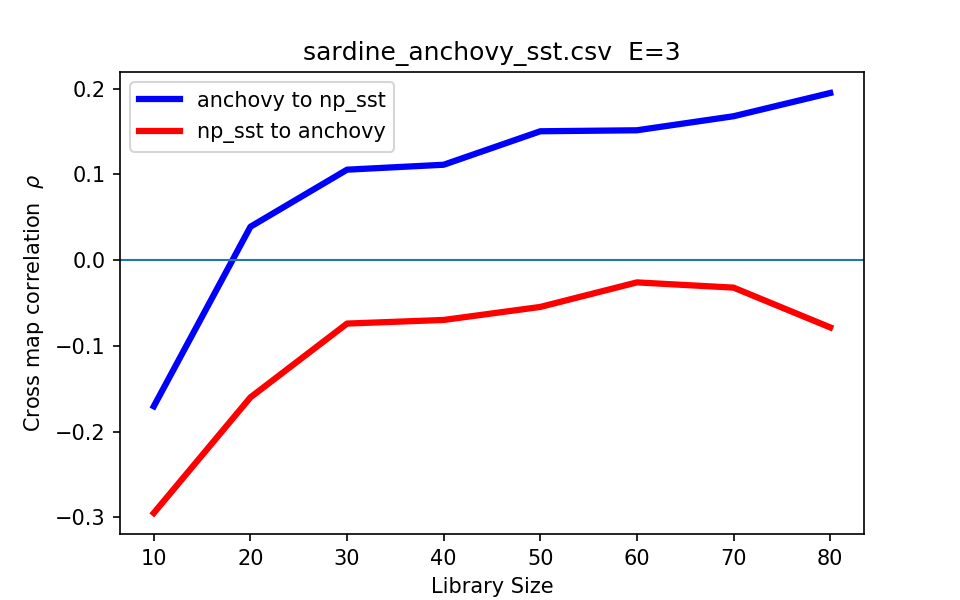 sardine_anchovy_sst.csv  E=3
anchovy to np_sst
np_sst to anchovy
Cross map correlation  ρ
0.2
0.1
0.0
−0.1
−0.2
−0.3
10 20 30 40 50 60 70 80
Library Size